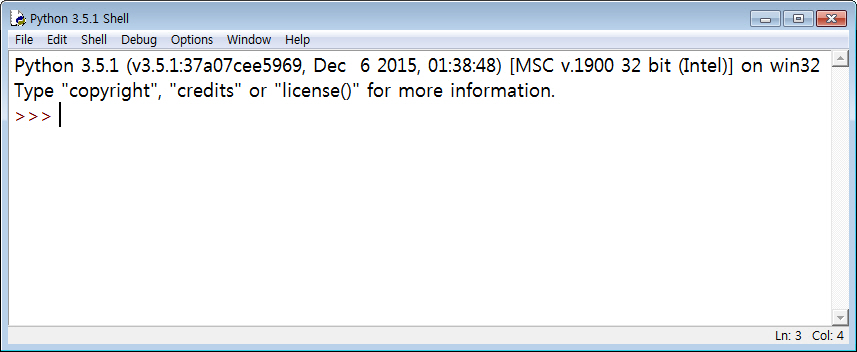 Python 3.5.1 Shell
File Edit Shell Debug Options Window Help
Python 3.5.1 (v3.5.1:37a07cee5969, Dec  6 2015, 01:38:48) [MSC v.1900 32 bit (Intel)] on win32
Type "copyright", "credits" or "license()" for more information.
>>>
Ln: 3 Col: 4